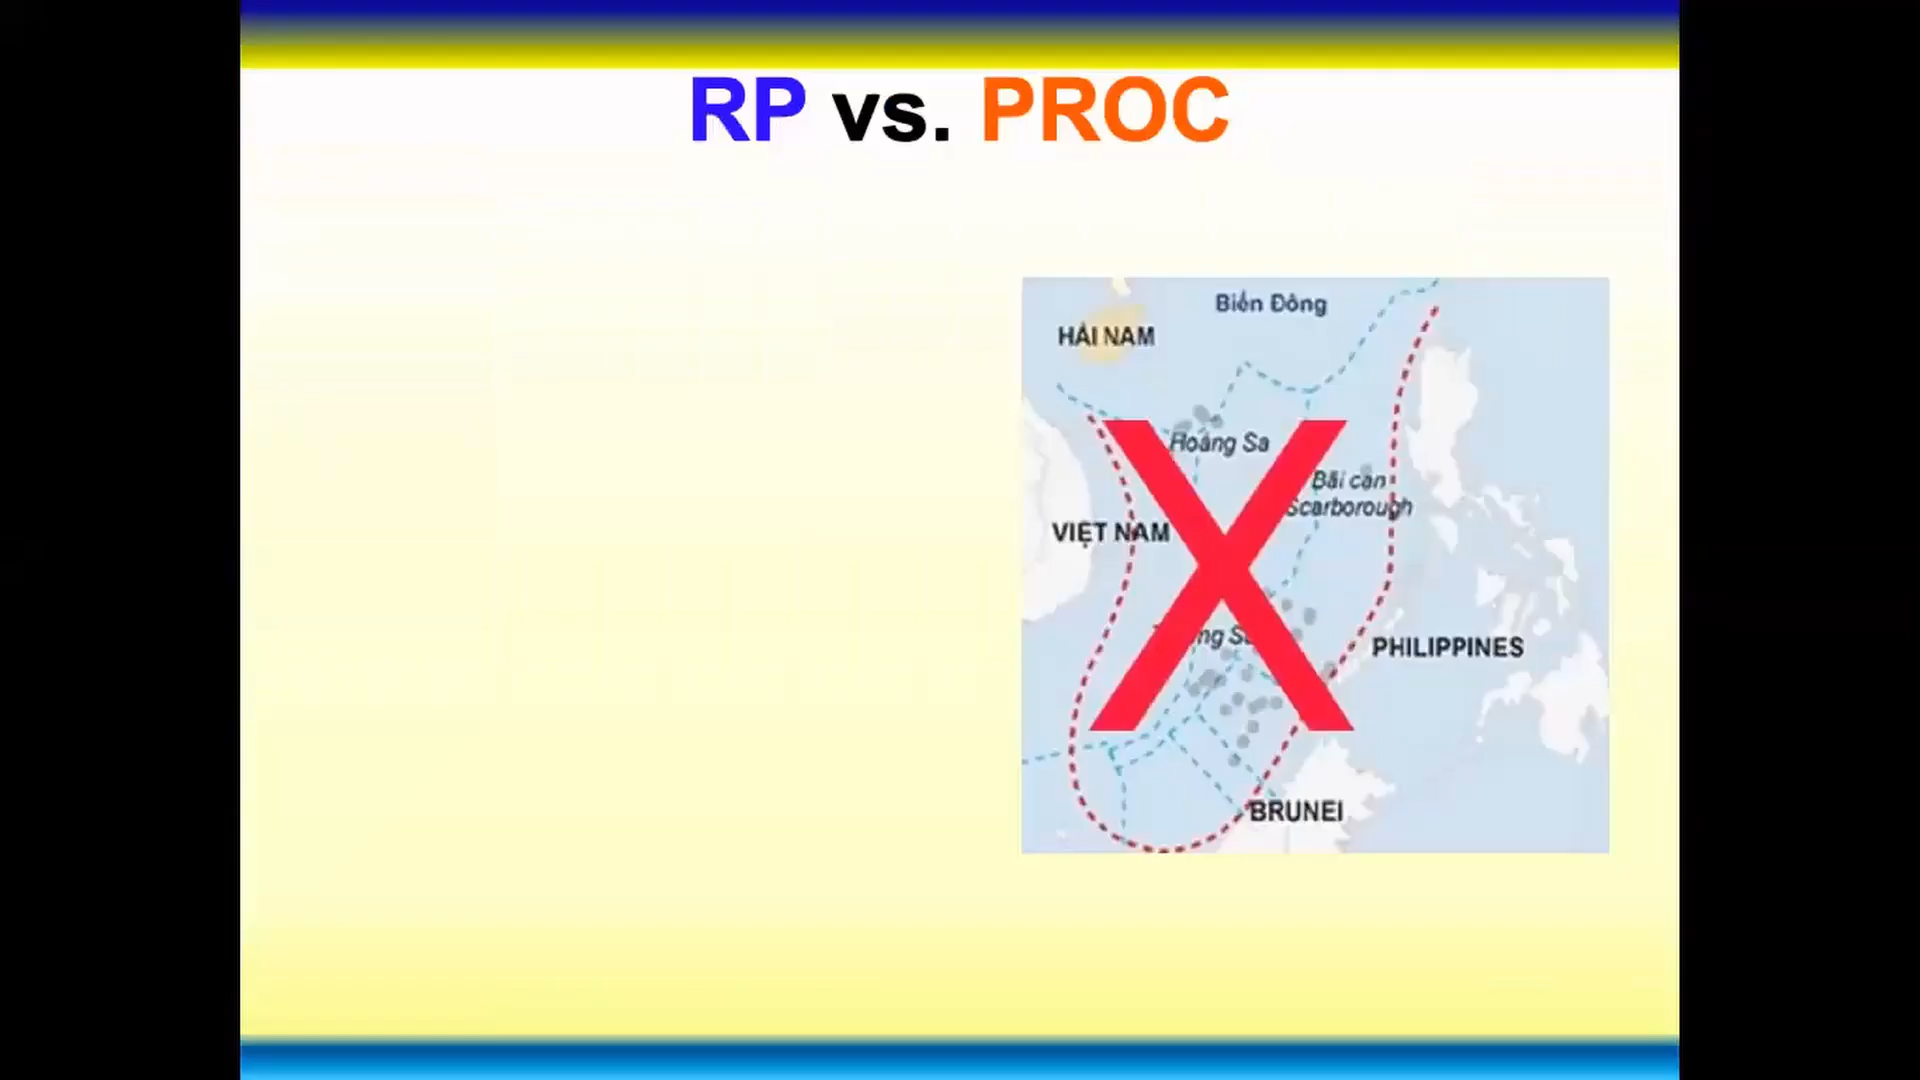 RP vs. PROC
Biển Đông
HẢI NAM
Hoàng Sa
Bãi cạn
Scarborough
VIỆT NAM
PHILIPPINES
BRUNEI